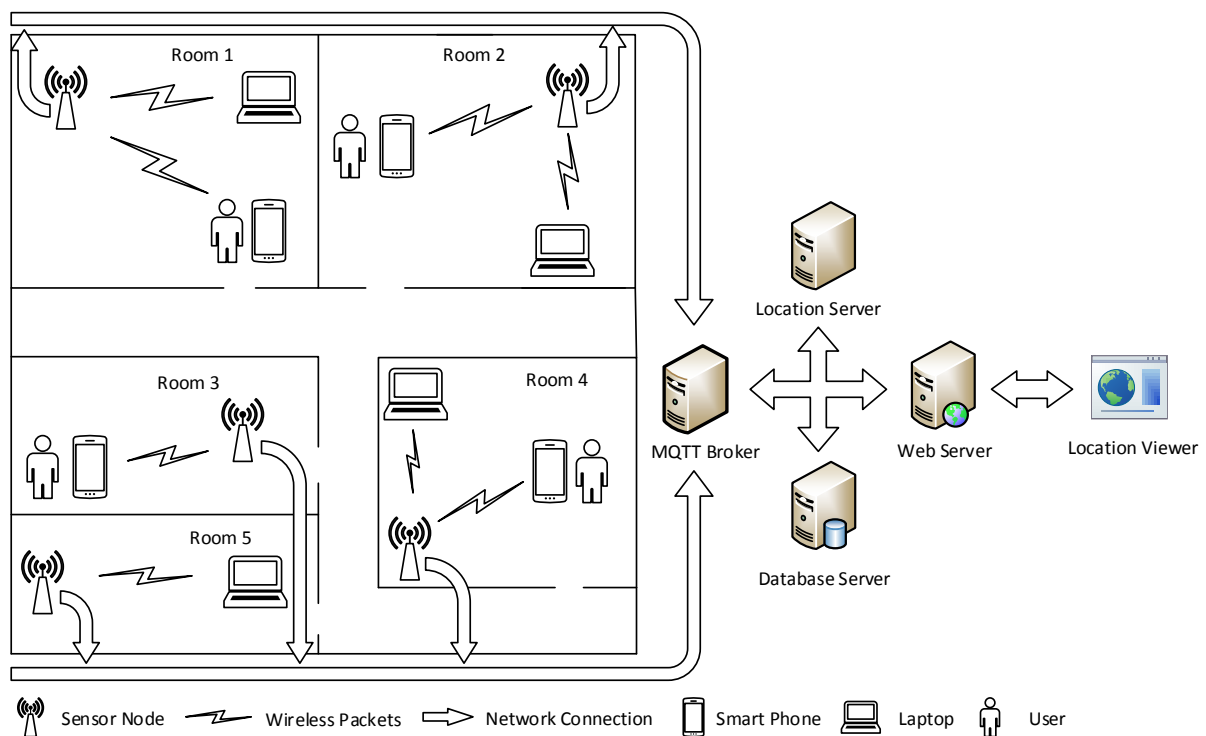 Room 1
Room 2
Location Server
Room 3
Room 4
MQTT Broker
Web Server
Location Viewer
Room 5
Database Server
Sensor Node
Wireless Packets
Network Connection
Smart Phone
Laptop
User